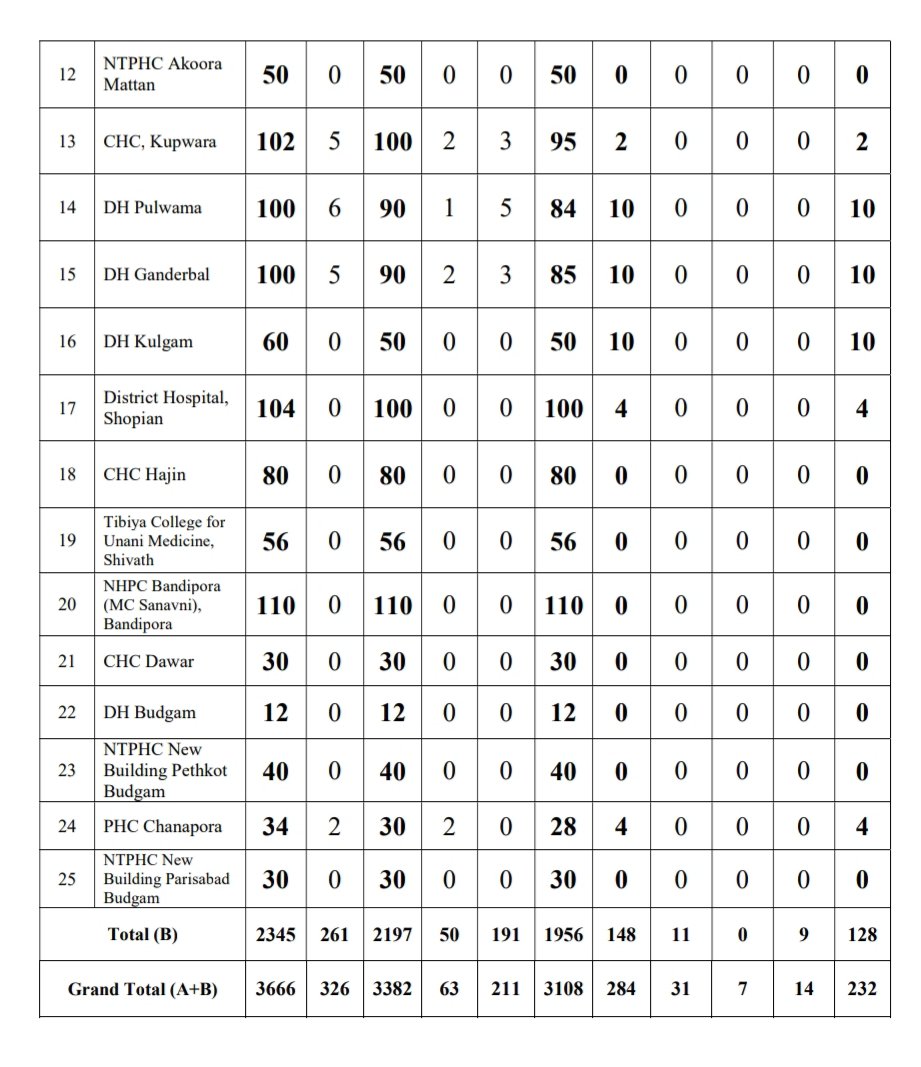 12 NTPHC Akoora Mattan 50 0 50 0 0 50 0 0 0 0 0
13 CHC, Kupwara 102 5 100 2 3 95 2 0 0 0 2
14 DH Pulwama 100 6 90 1 5 84 10 0 0 0 10
15 DH Ganderbal 100 5 90 2 3 85 10 0 0 0 10
16 DH Kulgam 60 0 50 0 0 50 10 0 0 0 10
17 District Hospital, Shopian 104 0 100 0 0 100 4 0 0 0 4
18 CHC Hajin 80 0 80 0 0 80 0 0 0 0 0
19 Tibiya College for Unani Medicine, Shivath 56 0 56 0 0 56 0 0 0 0 0
20 NHPC Bandipora (MC Sanavni), Bandipora 110 0 110 0 0 110 0 0 0 0 0
21 CHC Dawar 30 0 30 0 0 30 0 0 0 0 0
22 DH Budgam 12 0 12 0 0 12 0 0 0 0 0
23 NTPHC New Building Pethkot Budgam 40 0 40 0 0 40 0 0 0 0 0
24 PHC Chanapora 34 2 30 2 0 28 4 0 0 0 4
25 NTPHC New Building Parisabad Budgam 30 0 30 0 0 30 0 0 0 0 0
Total (B) 2345 261 2197 50 191 1956 148 11 0 9 128
Grand Total (A+B) 3666 326 3382 63 211 3108 284 31 7 14 232